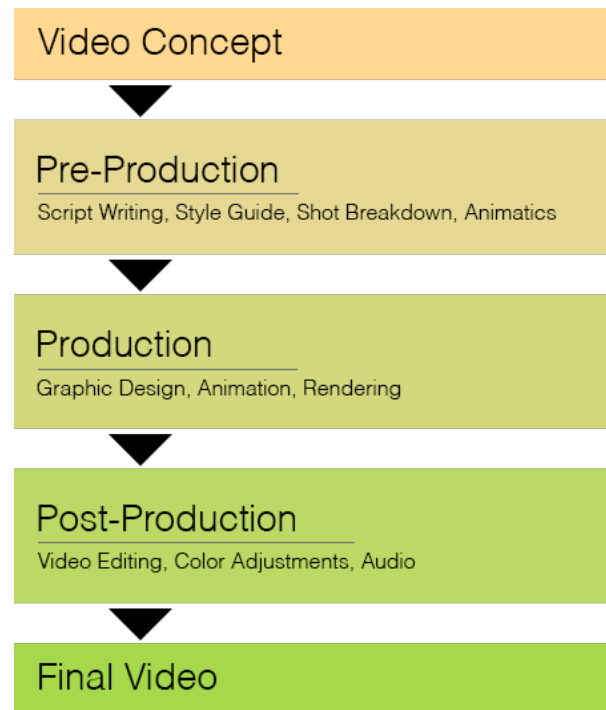 Video Concept
Pre-Production
Script Writing, Style Guide, Shot Breakdown, Animatics
Production
Graphic Design, Animation, Rendering
Post-Production
Video Editing, Color Adjustments, Audio
Final Video